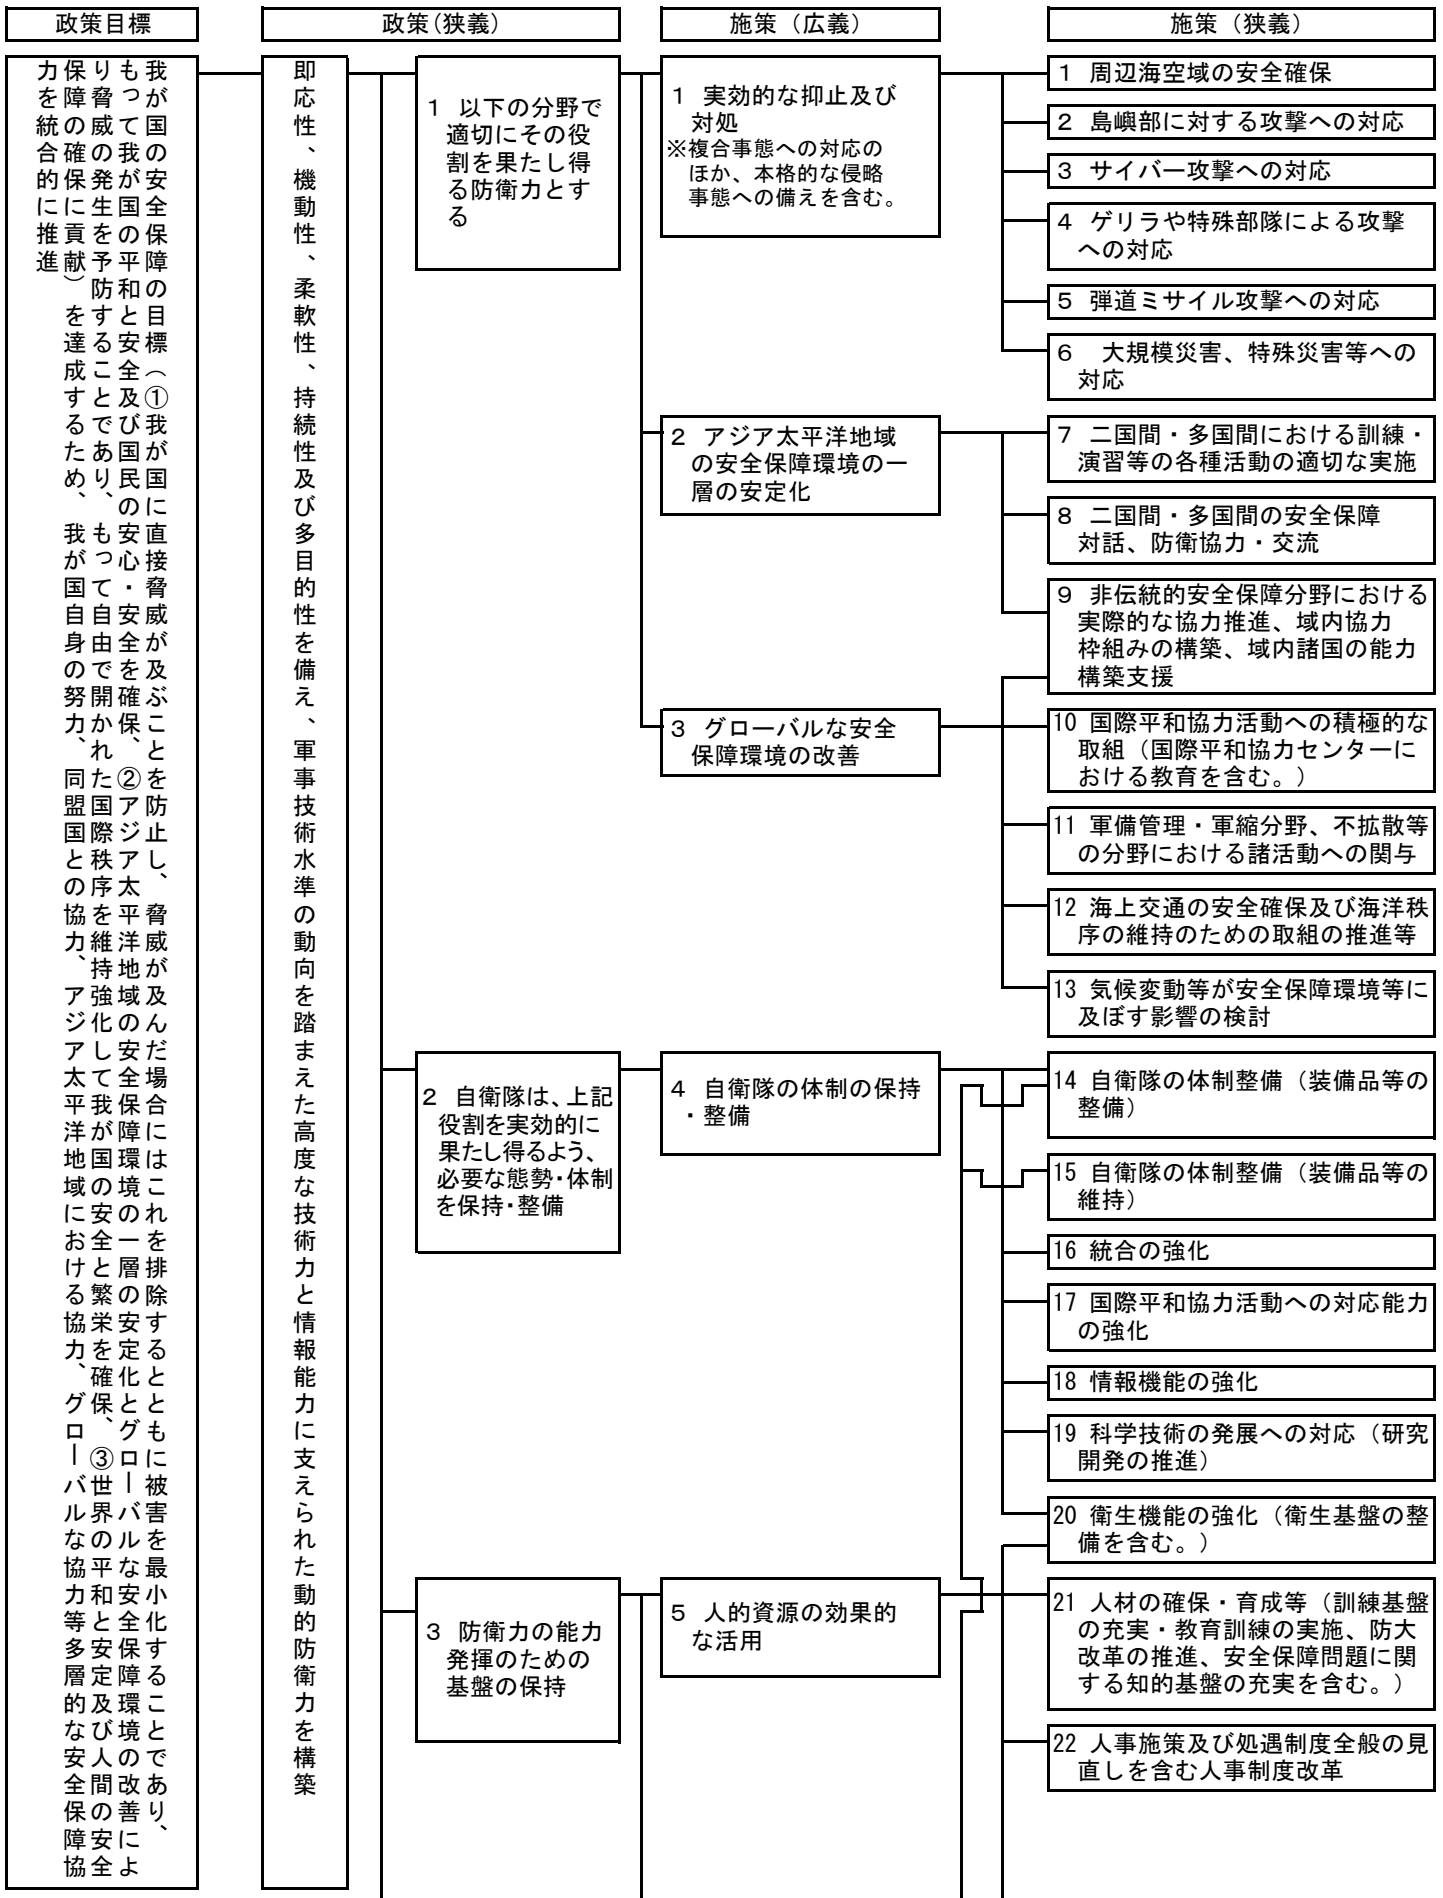 政策目標
政策(狭義)
施策（広義）
施策（狭義）
我が国の安全保障の目標（①我が国に直接脅威が及ぶことを防止し、脅威が及んだ場合にはこれを排除するとともに被害を最小化することであり、
もって我が国の平和と安全及び国民の安心・安全を確保、②アジア太平洋地域の安全保障環境の一層の安定化とグローバルな安全保障環境の改善によ
り脅威の発生を予防することであり、もって自由で開かれた国際秩序を維持強化して我が国の安全と繁栄を確保、③世界の平和と安定及び人間の安全
保障の確保に貢献）を達成するため、我が国自身の努力、同盟国との協力、アジア太平洋地域における協力、グローバルな協力等多層的な安全保障協
力を統合的に推進
即応性、機動性、柔軟性、持続性及び多目的性を備え、軍事技術水準の動向を踏まえた高度な技術力と情報能力に支えられた動的防衛力を構築
１ 以下の分野で
適切にその役
割を果たし得
る防衛力とす
る
１ 実効的な抑止及び
対処
※複合事態への対応の
ほか、本格的な侵略
事態への備えを含む。
１ 周辺海空域の安全確保
２ 島嶼部に対する攻撃への対応
３ サイバー攻撃への対応
４ ゲリラや特殊部隊による攻撃
への対応
５ 弾道ミサイル攻撃への対応
６ 大規模災害、特殊災害等への
対応
２ アジア太平洋地域
の安全保障環境の一
層の安定化
７ 二国間・多国間における訓練・
演習等の各種活動の適切な実施
８ 二国間・多国間の安全保障
対話、防衛協力・交流
９ 非伝統的安全保障分野における
実際的な協力推進、域内協力
枠組みの構築、域内諸国の能力
構築支援
３ グローバルな安全
保障環境の改善
10 国際平和協力活動への積極的な
取組（国際平和協力センターに
おける教育を含む。）
11 軍備管理・軍縮分野、不拡散等
の分野における諸活動への関与
12 海上交通の安全確保及び海洋秩
序の維持のための取組の推進等
13 気候変動等が安全保障環境等に
及ぼす影響の検討
２ 自衛隊は、上記
役割を実効的に
果たし得るよう、
必要な態勢・体制
を保持・整備
４ 自衛隊の体制の保持
・整備
14 自衛隊の体制整備（装備品等の
整備）
15 自衛隊の体制整備（装備品等の
維持）
16 統合の強化
17 国際平和協力活動への対応能力
の強化
18 情報機能の強化
19 科学技術の発展への対応（研究
開発の推進）
20 衛生機能の強化（衛生基盤の整
備を含む。）
３ 防衛力の能力
発揮のための
基盤の保持
５ 人的資源の効果的
な活用
21 人材の確保・育成等（訓練基盤
の充実・教育訓練の実施、防大
改革の推進、安全保障問題に関
する知的基盤の充実を含む。）
22 人事施策及び処遇制度全般の見
直しを含む人事制度改革